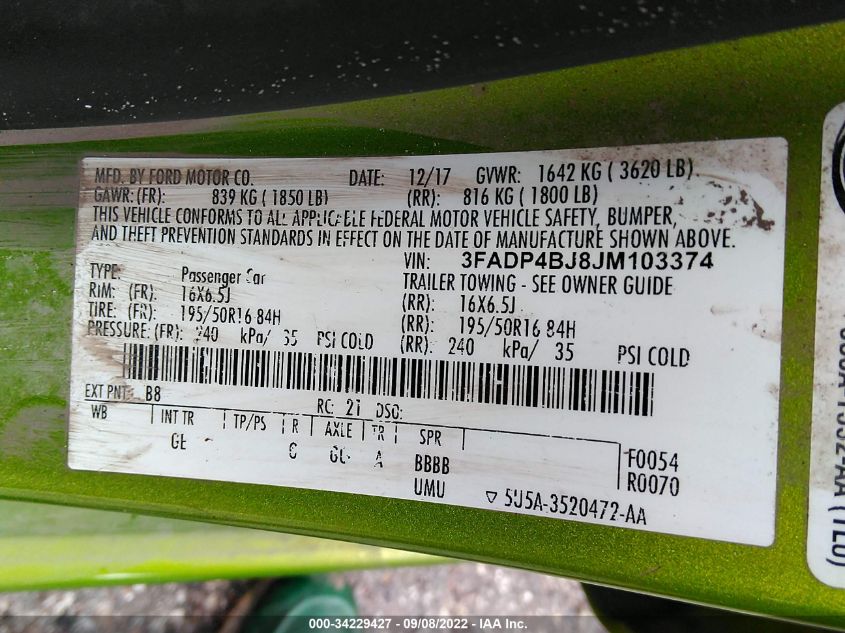 MFD. BY FORD MOTOR CO. DATE: 12/17 GVWR: 1642 KG ( 3620 LB)
GAWR: (FR): 839 KG ( 1850 LB) (RR): 816 KG ( 1800 LB)
THIS VEHICLE CONFORMS TO ALL APPLICABLE FEDERAL MOTOR VEHICLE SAFETY, BUMPER,
AND THEFT PREVENTION STANDARDS IN EFFECT ON THE DATE OF MANUFACTURE SHOWN ABOVE.
VIN: 3FADP4BJ8JM103374
TYPE: Passenger Car TRAILER TOWING - SEE OWNER GUIDE
RIM: (FR): 16X6.5J (RR): 16X6.5J
TIRE: (FR): 195/50R16 84H (RR): 195/50R16 84H
PRESSURE: (FR): 240 kPa/ 35 PSI COLD (RR): 240 kPa/ 35 PSI COLD
EXT PNT: B8 RC: 21 DSO:
WB INT TR TP/PS R AXLE TR SPR
GE C A BBBB
UMU
F0054
R0070
▽ 5U5A-3520472-AA
000-34229427 - 09/08/2022 - IAA Inc.